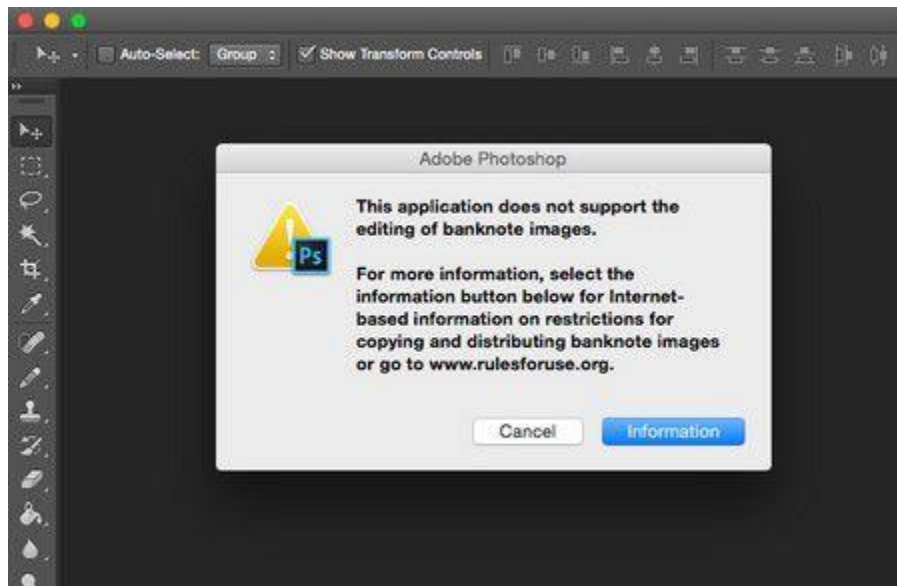 Auto-Select: Group Show Transform Controls
Adobe Photoshop
This application does not support the
editing of banknote images.
Ps
For more information, select the
information button below for Internet-
based information on restrictions for
copying and distributing banknote images
or go to www.rulesforuse.org.
Cancel Information